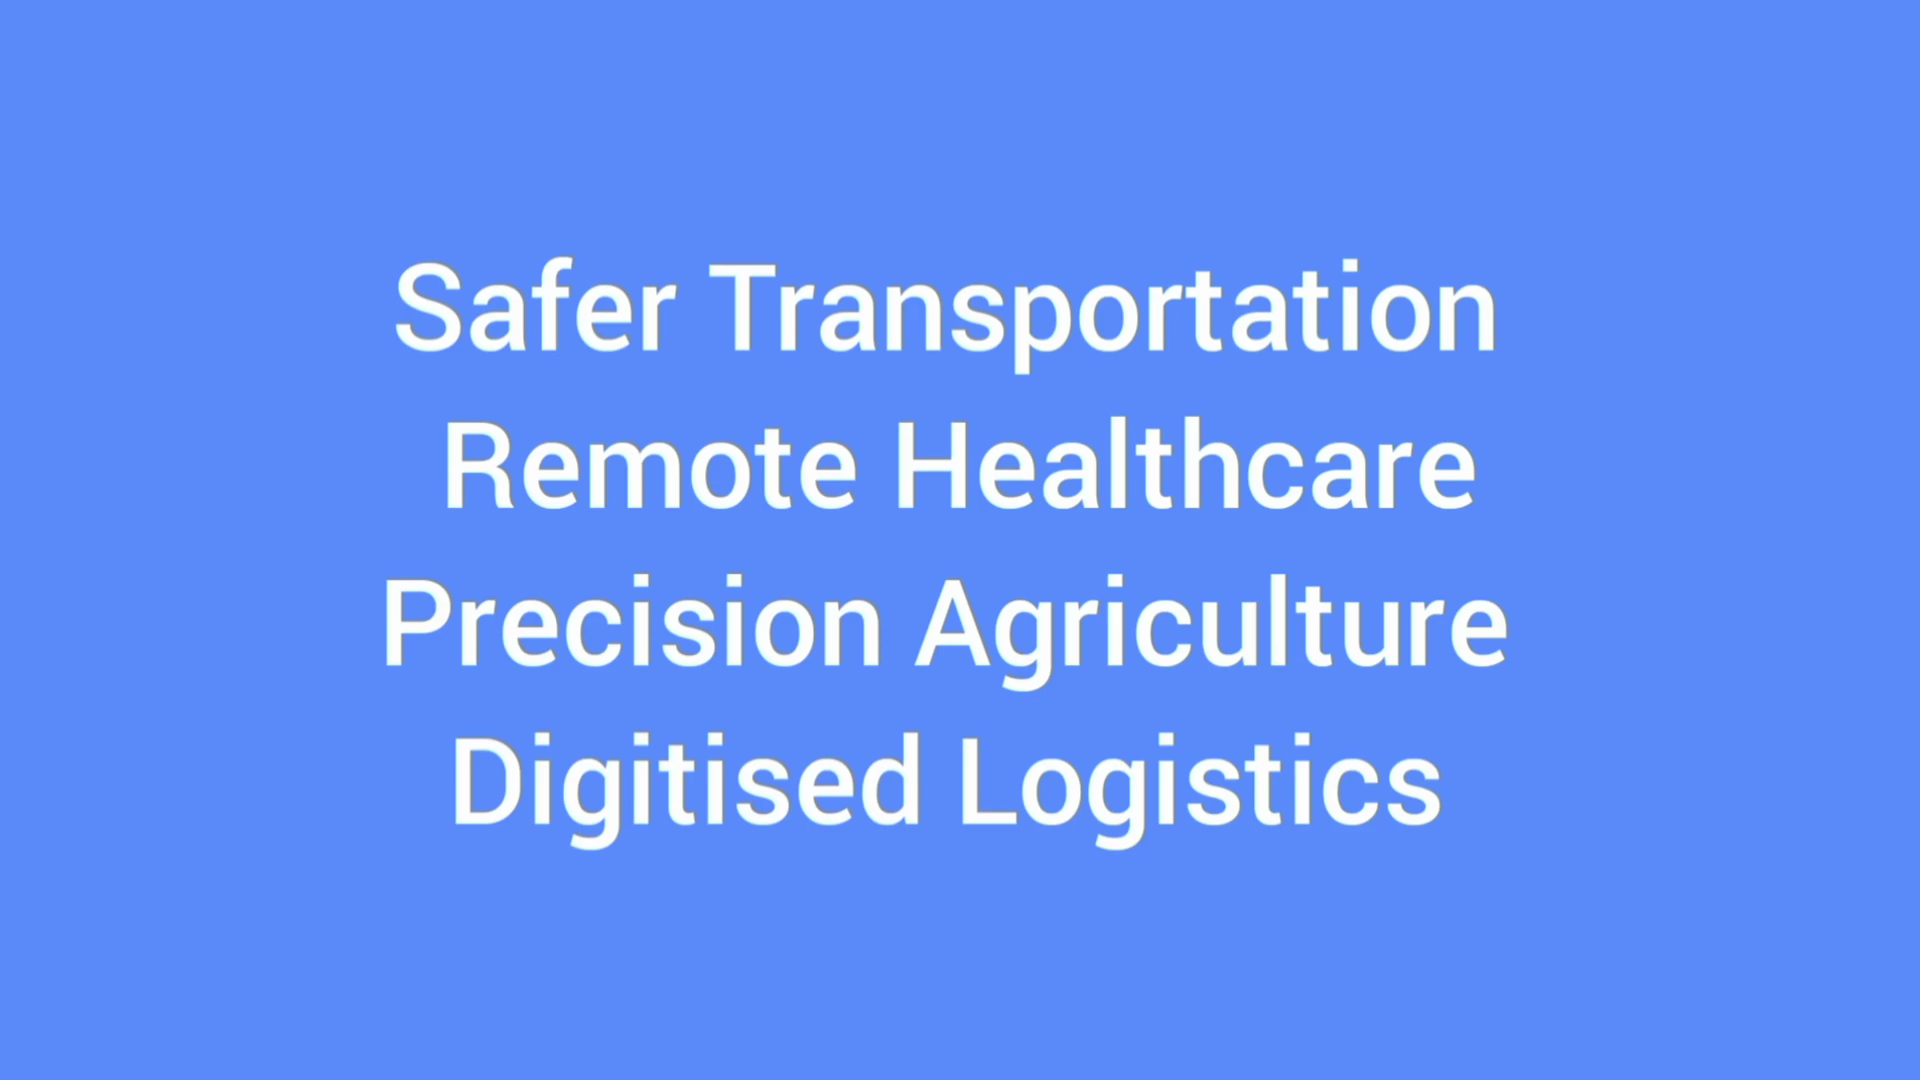 Safer Transportation
Remote Healthcare
Precision Agriculture
Digitised Logistics